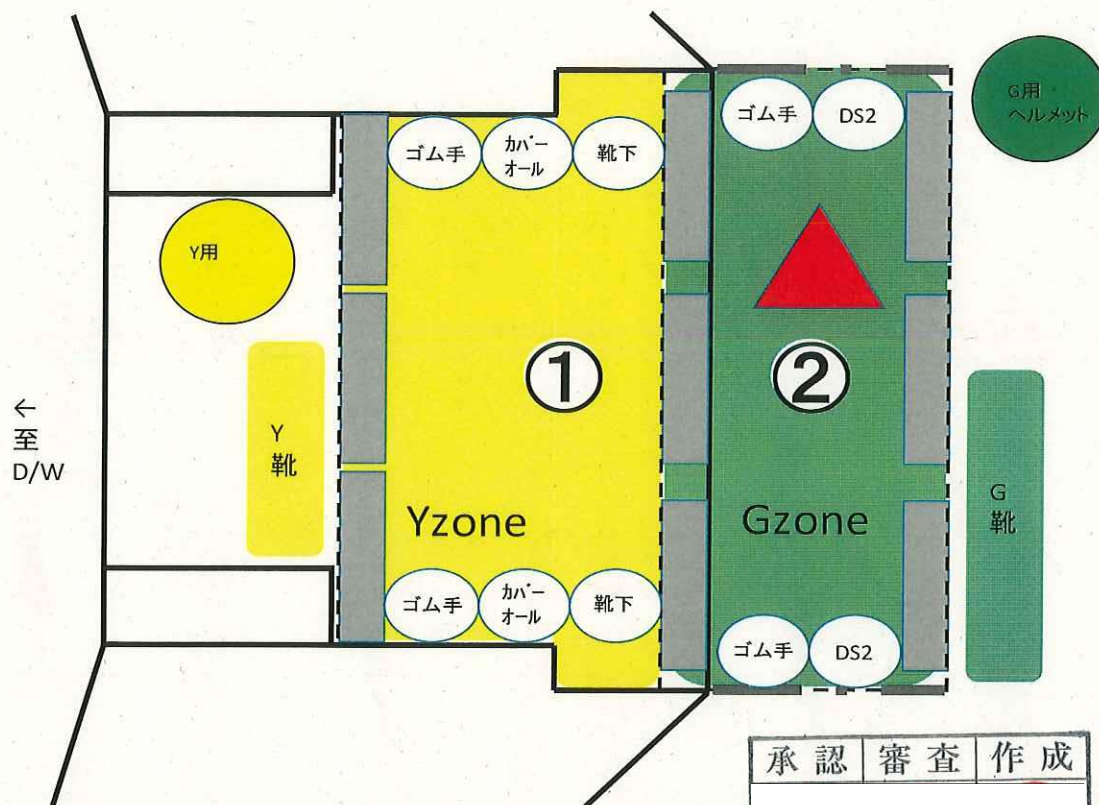 G用
ヘルメット
ゴム手
DS2
ゴム手
カバー
オール
靴下
Y用
①
②
←
至
D/W
Y
靴
G
靴
Yzone
Gzone
ゴム手
カバー
オール
靴下
ゴム手
DS2
承認 審査 作成